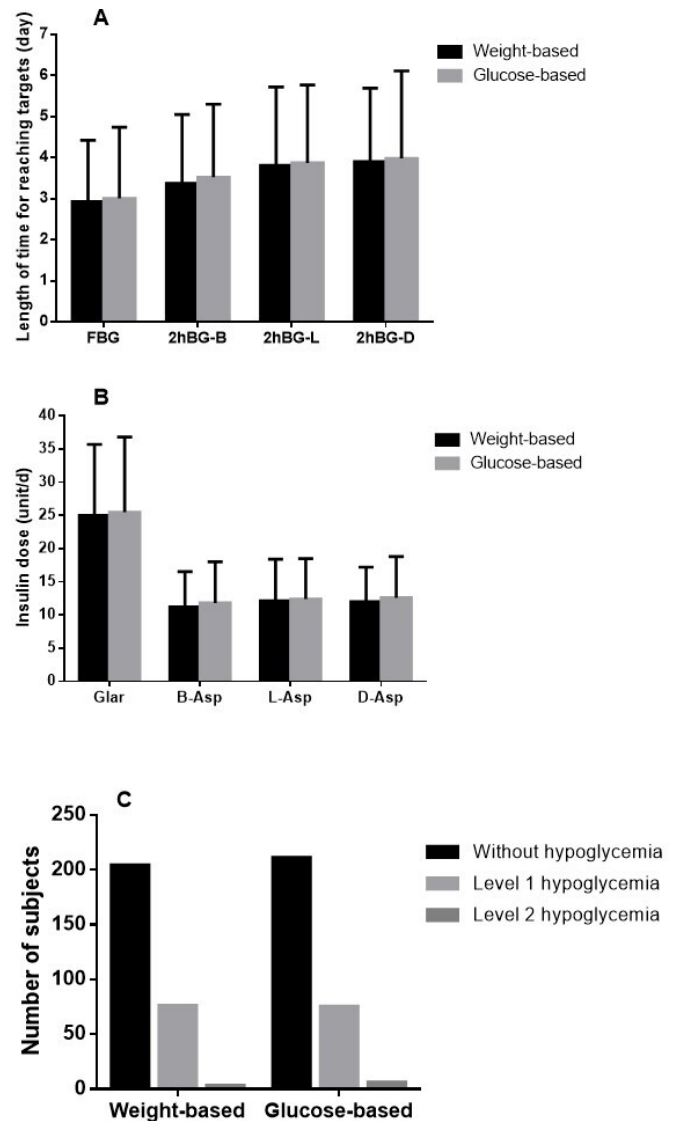 A
Length of time for reaching targets (day)
7
6
5
4
3
2
1
0
FBG 2hBG-B 2hBG-L 2hBG-D
Weight-based
Glucose-based
B
Insulin dose (unit/d)
40
35
30
25
20
15
10
5
0
Glar B-Asp L-Asp D-Asp
Weight-based
Glucose-based
C
Number of subjects
250
200
150
100
50
0
Weight-based Glucose-based
Without hypoglycemia
Level 1 hypoglycemia
Level 2 hypoglycemia